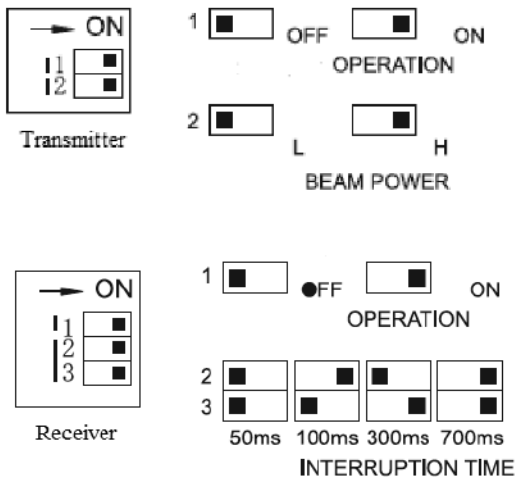 ON
1
2
Transmitter
1 OFF ON
OPERATION
2 L H
BEAM POWER
ON
1
2
3
Receiver
1 ●FF ON
OPERATION
2
3
50ms 100ms 300ms 700ms
INTERRUPTION TIME